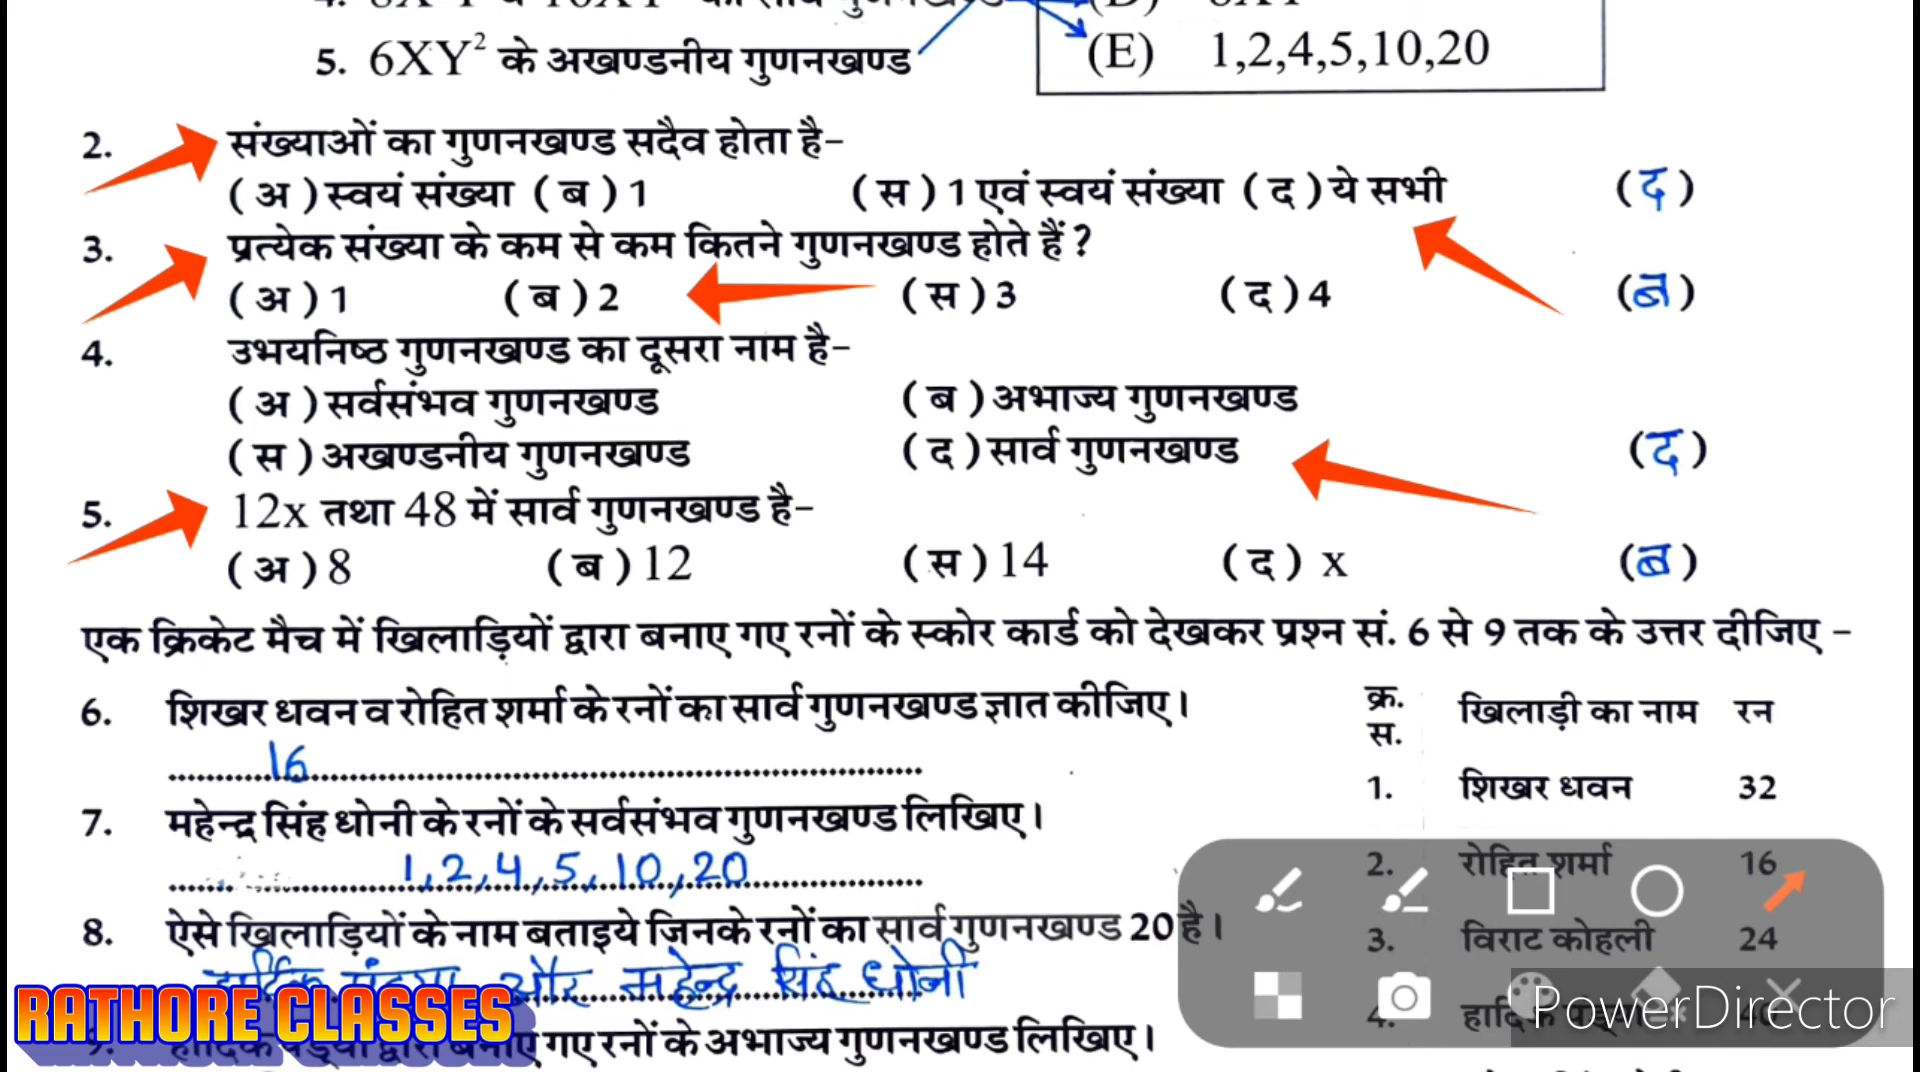 5. 6XY² के अखण्डनीय गुणनखण्ड
(E) 1,2,4,5,10,20
2. संख्याओं का गुणनखण्ड सदैव होता है-
( अ ) स्वयं संख्या ( ब ) 1 ( स ) 1 एवं स्वयं संख्या ( द ) ये सभी (द)
3. प्रत्येक संख्या के कम से कम कितने गुणनखण्ड होते हैं ?
( अ ) 1 ( ब ) 2 ( स ) 3 ( द ) 4 (ब)
4. उभयनिष्ठ गुणनखण्ड का दूसरा नाम है-
( अ ) सर्वसंभव गुणनखण्ड ( ब ) अभाज्य गुणनखण्ड
( स ) अखण्डनीय गुणनखण्ड ( द ) सार्व गुणनखण्ड (द)
5. 12x तथा 48 में सार्व गुणनखण्ड है-
( अ ) 8 ( ब ) 12 ( स ) 14 ( द ) x (ब)
एक क्रिकेट मैच में खिलाड़ियों द्वारा बनाए गए रनों के स्कोर कार्ड को देखकर प्रश्न सं. 6 से 9 तक के उत्तर दीजिए -
6. शिखर धवन व रोहित शर्मा के रनों का सार्व गुणनखण्ड ज्ञात कीजिए।
16
7. महेन्द्र सिंह धोनी के रनों के सर्वसंभव गुणनखण्ड लिखिए।
1,2,4,5,10,20
8. ऐसे खिलाड़ियों के नाम बताइये जिनके रनों का सार्व गुणनखण्ड 20 है।
और महेन्द्र सिंह धोनी
गए रनों के अभाज्य गुणनखण्ड लिखिए।
क्र. स. खिलाड़ी का नाम रन
1. शिखर धवन 32
2. रोहित शर्मा 16
3. विराट कोहली 24
4.
RATHORE CLASSES
PowerDirector